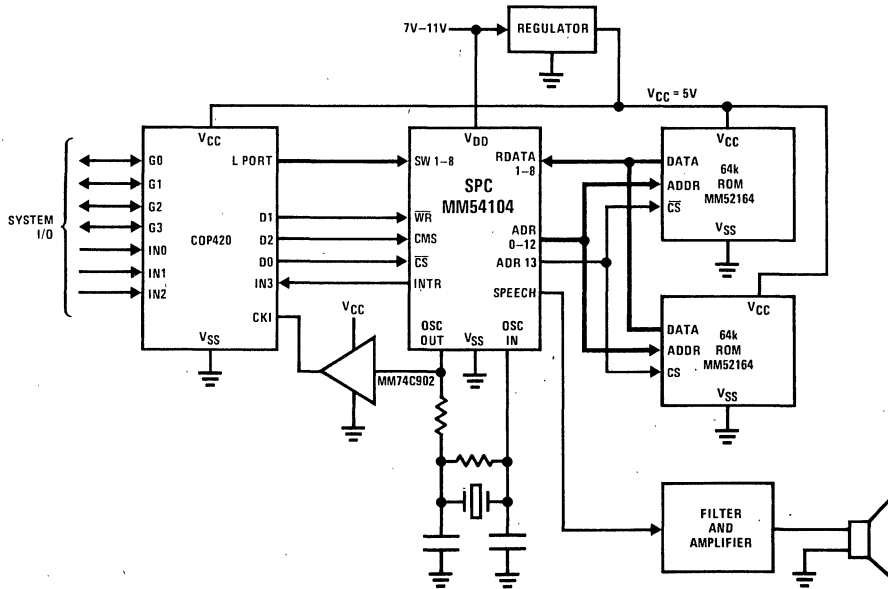 7V–11V
REGULATOR
VCC = 5V
VCC
L PORT
G0
G1
G2
G3
IN0
IN1
IN2
SYSTEM
I/O
COP420
D1
D2
D0
IN3
CKI
VSS
VDD
SW 1–8
SPC
MM54104
WR
CMS
CS
INTR
OSC
OUT
VSS
OSC
IN
RDATA
1–8
ADR
0–12
ADR 13
SPEECH
VCC
MM74C902
VCC
DATA
ADDR
CS
64k
ROM
MM52164
VSS
VCC
DATA
ADDR
CS
64k
ROM
MM52164
VSS
FILTER
AND
AMPLIFIER